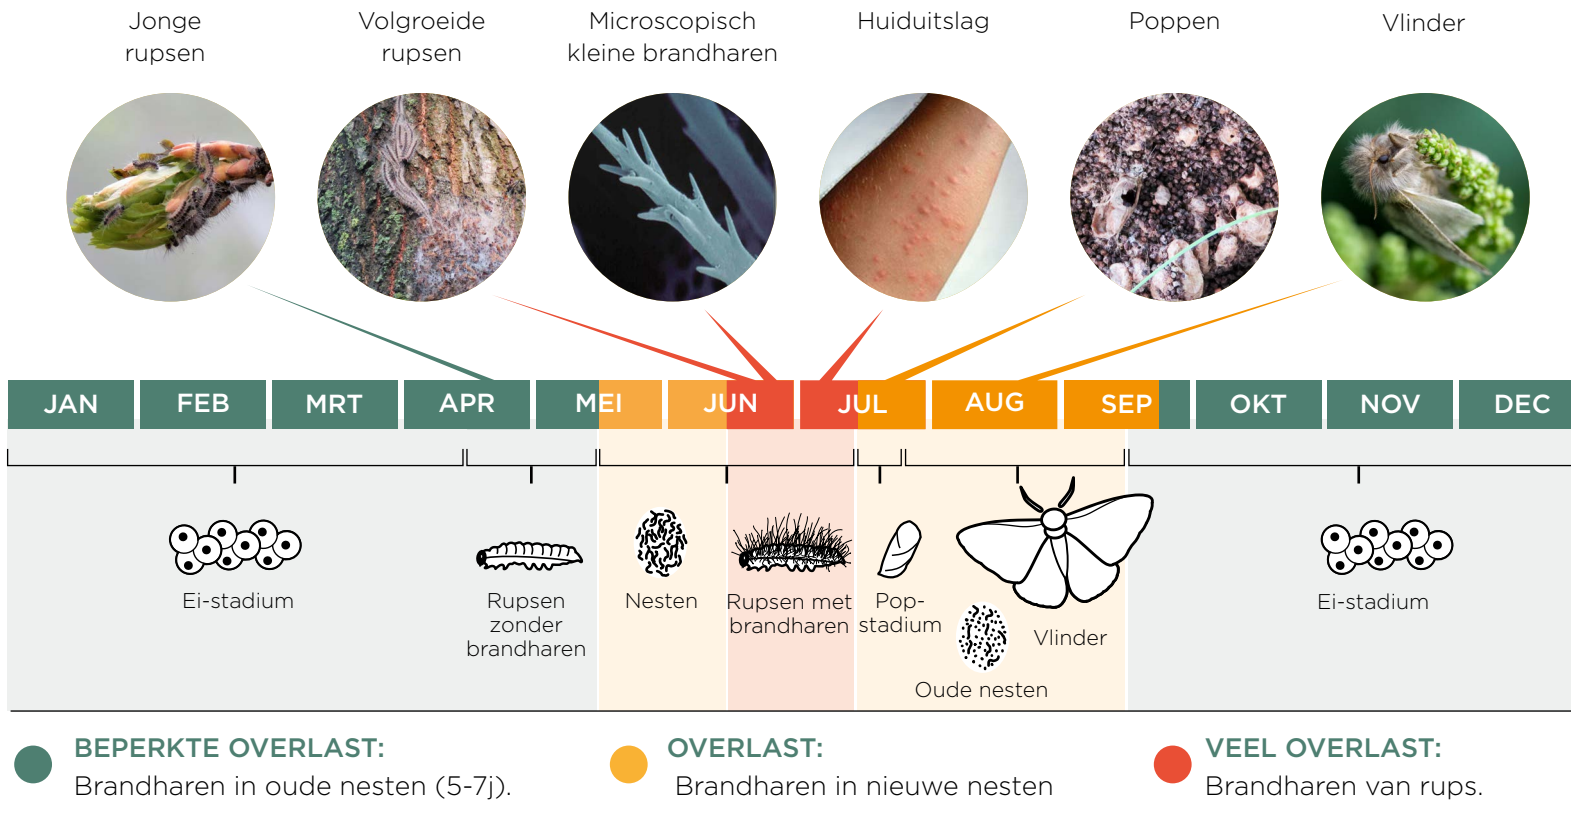 Jonge
rupsen
Volgroeide
rupsen
Microscopisch
kleine brandharen
Huiduitslag
Poppen
Vlinder
JAN FEB MRT APR MEI JUN JUL AUG SEP OKT NOV DEC
Ei-stadium
Rupsen
zonder
brandharen
Nesten
Rupsen met
brandharen
Pop-
stadium
Vlinder
Oude nesten
Ei-stadium
BEPERKTE OVERLAST:
Brandharen in oude nesten (5-7j).
OVERLAST:
Brandharen in nieuwe nesten
VEEL OVERLAST:
Brandharen van rups.